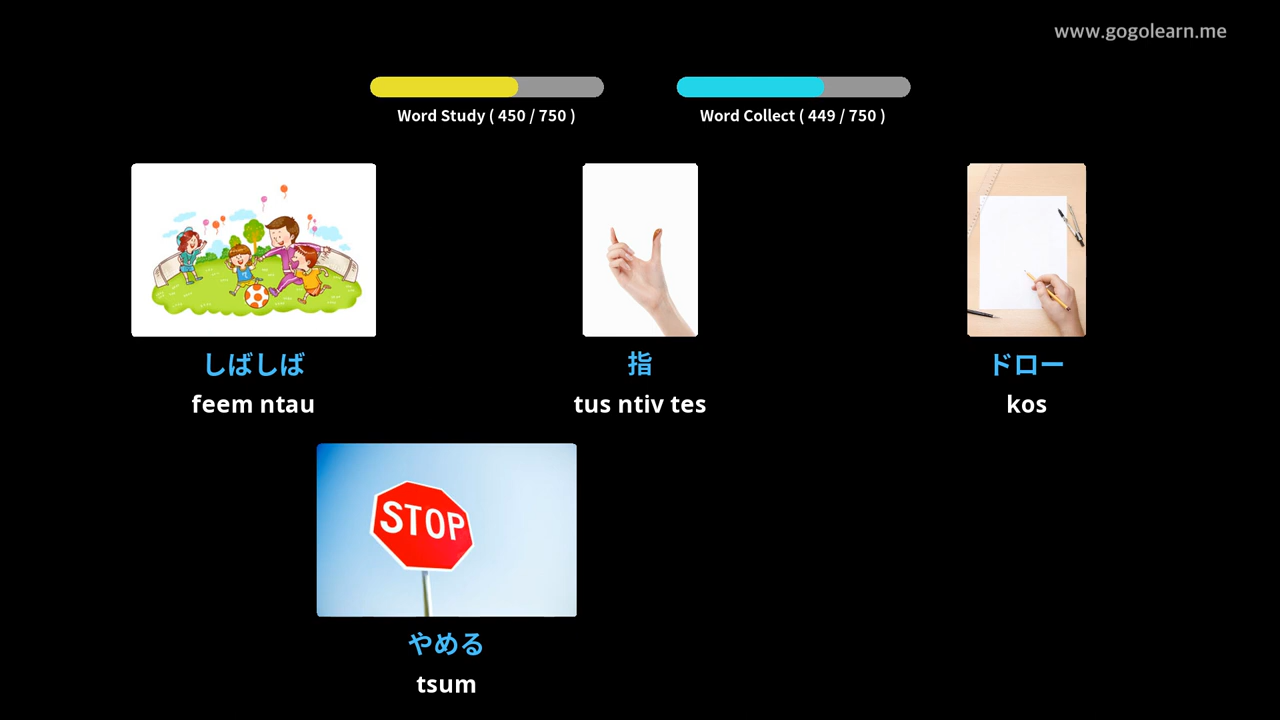 www.gogolearn.me
Word Study ( 450 / 750 )
Word Collect ( 449 / 750 )
しばしば
feem ntau
指
tus ntiv tes
ドロー
kos
STOP
やめる
tsum